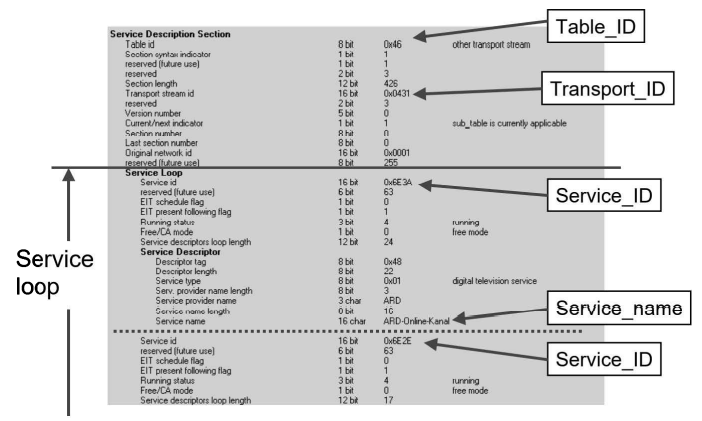 Service Description Section
Table id 8 bit 0x46 other transport stream
Section syntax indicator 1 bit 1
reserved (future use) 1 bit 1
reserved 2 bit 3
Section length 12 bit 426
Transport stream id 16 bit 0x0431
reserved 2 bit 3
Version number 5 bit 0
Current/next indicator 1 bit 1 sub_table is currently applicable
Section number 8 bit 0
Last section number 8 bit 0
Original network id 16 bit 0x0001
reserved (future use) 8 bit 255
Service Loop
Service id 16 bit 0x6E3A
reserved (future use) 6 bit 63
EIT schedule flag 1 bit 0
EIT present following flag 1 bit 1
Running status 3 bit 4 running
Free/CA mode 1 bit 0 free mode
Service descriptors loop length 12 bit 24
Service Descriptor
Descriptor tag 8 bit 0x48
Descriptor length 8 bit 22
Service type 8 bit 0x01 digital television service
Serv. provider name length 8 bit 3
Service provider name 3 char ARD
Service name length 8 bit 16
Service name 16 char ARD-Online-Kanal
Service id 16 bit 0x6E2E
reserved (future use) 6 bit 63
EIT schedule flag 1 bit 0
EIT present following flag 1 bit 1
Running status 3 bit 4 running
Free/CA mode 1 bit 0 free mode
Service descriptors loop length 12 bit 17
Table_ID
Transport_ID
Service_ID
Service_name
Service_ID
Service
loop